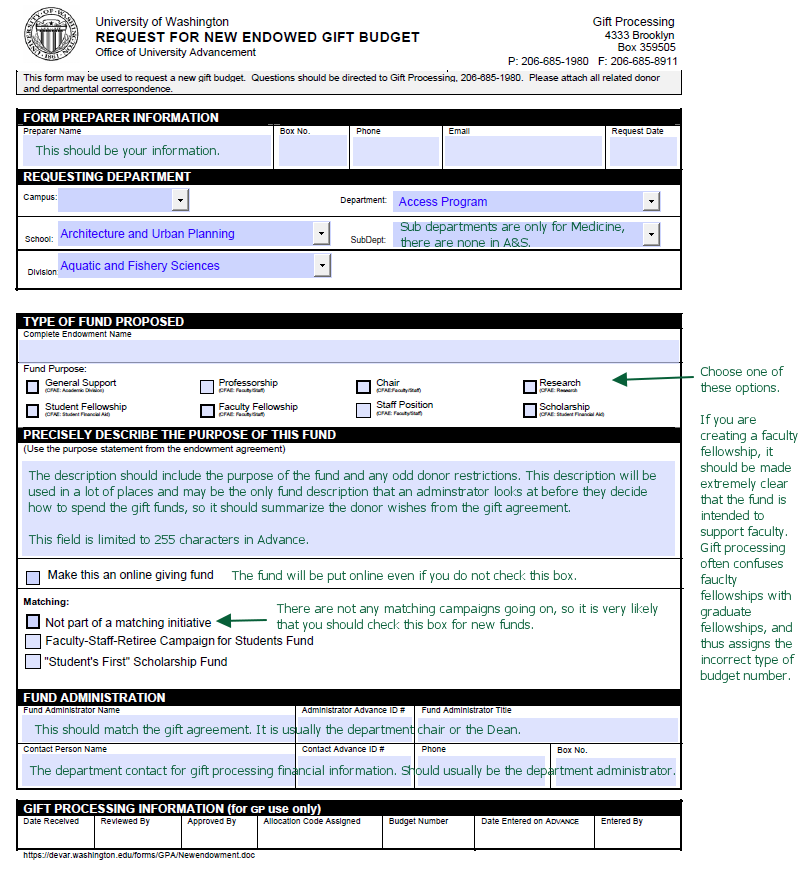 University of Washington
REQUEST FOR NEW ENDOWED GIFT BUDGET
Office of University Advancement
Gift Processing
4333 Brooklyn
Box 359505
P: 206-685-1980 F: 206-685-8911
This form may be used to request a new gift budget. Questions should be directed to Gift Processing, 206-685-1980. Please attach all related donor
and departmental correspondence.
FORM PREPARER INFORMATION
Preparer Name Box No. Phone Email Request Date
This should be your information.
REQUESTING DEPARTMENT
Campus: Department: Access Program
School: Architecture and Urban Planning SubDept: Sub departments are only for Medicine,
there are none in A&S.
Division Aquatic and Fishery Sciences
TYPE OF FUND PROPOSED
Complete Endowment Name
Fund Purpose:
General Support Professorship Chair Research
(CFAE: Academic Division) (CFAE: Faculty/Staff) (CFAE:Faculty/Staff) (CFAE: Research
Student Fellowship Faculty Fellowship Staff Position Scholarship
(CFAE: Student Financial Aid) (CFAE: Faculty/Staff) (CFAE: Faculty/Staff) (CFAE: Student Financial Aid)
Choose one of
these options.
If you are
creating a faculty
fellowship, it
should be made
extremely clear
that the fund is
intended to
support faculty.
Gift processing
often confuses
fauclty
fellowships with
graduate
fellowships, and
thus assigns the
incorrect type of
budget number.
PRECISELY DESCRIBE THE PURPOSE OF THIS FUND
(Use the purpose statement from the endowment agreement)
The description should include the purpose of the fund and any odd donor restrictions. This description will be
used in a lot of places and may be the only fund description that an adminstrator looks at before they decide
how to spend the gift funds, so it should summarize the donor wishes from the gift agreement.
This field is limited to 255 characters in Advance.
Make this an online giving fund The fund will be put online even if you do not check this box.
Matching:
Not part of a matching initiative
There are not any matching campaigns going on, so it is very likely
that you should check this box for new funds.
Faculty-Staff-Retiree Campaign for Students Fund
"Student's First" Scholarship Fund
FUND ADMINISTRATION
Fund Administrator Name Administrator Advance ID # Fund Administrator Title
This should match the gift agreement. It is usually the department chair or the Dean.
Contact Person Name Contact Advance ID # Phone Box No.
The department contact for gift processing financial information. Should usually be the department administrator.
GIFT PROCESSING INFORMATION (for GP use only)
Date Received Reviewed By Approved By Allocation Code Assigned Budget Number Date Entered on ADVANCE Entered By
https://devar.washington.edu/forms/GPA/Newendowment.doc